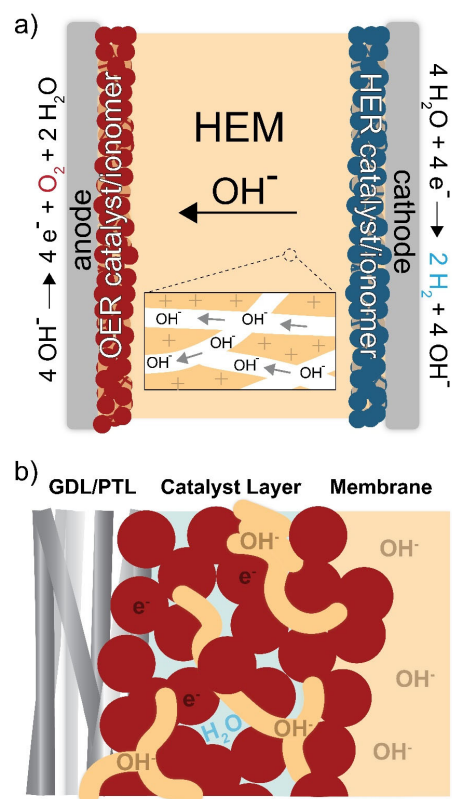 a)
4 OH⁻ → 4 e⁻ + O₂ + 2 H₂O
anode
OER catalyst/ionomer
HEM
OH⁻
OH⁻
OH⁻
OH⁻
OH⁻
OH⁻
OH⁻
OH⁻
HER catalyst/ionomer
cathode
4 H₂O + 4 e⁻ → 2 H₂ + 4 OH⁻
b)
GDL/PTL Catalyst Layer Membrane
OH⁻
OH⁻
e⁻
e⁻
OH⁻
e⁻
OH⁻
H₂O
OH⁻
OH⁻